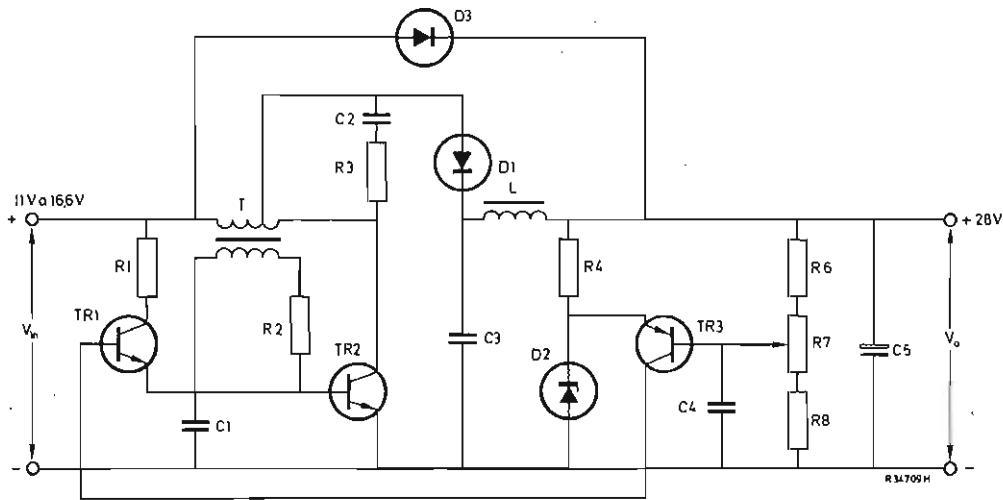 D3
C2
R3
D1
11V a 16,6V
T
L
+
+ 28V
R1
R4
R6
TR1
R2
TR3
V_in
TR2
C3
R7
C5
V_o
D2
C1
C4
R8
−
−
R34709H